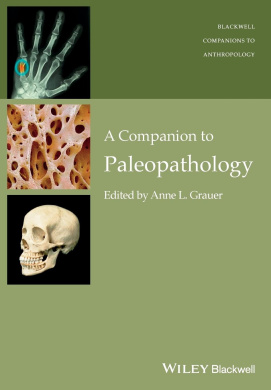 BLACKWELL
COMPANIONS TO
ANTHROPOLOGY
A Companion to
Paleopathology
Edited by Anne L. Grauer
WILEY Blackwell